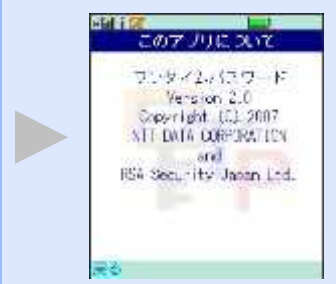 このアプリについて
ワンタイムパスワード
Version 2.0
Copyright (C) 2007
NTT DATA CORPORATION
and
RSA Security Japan Ltd.
戻る